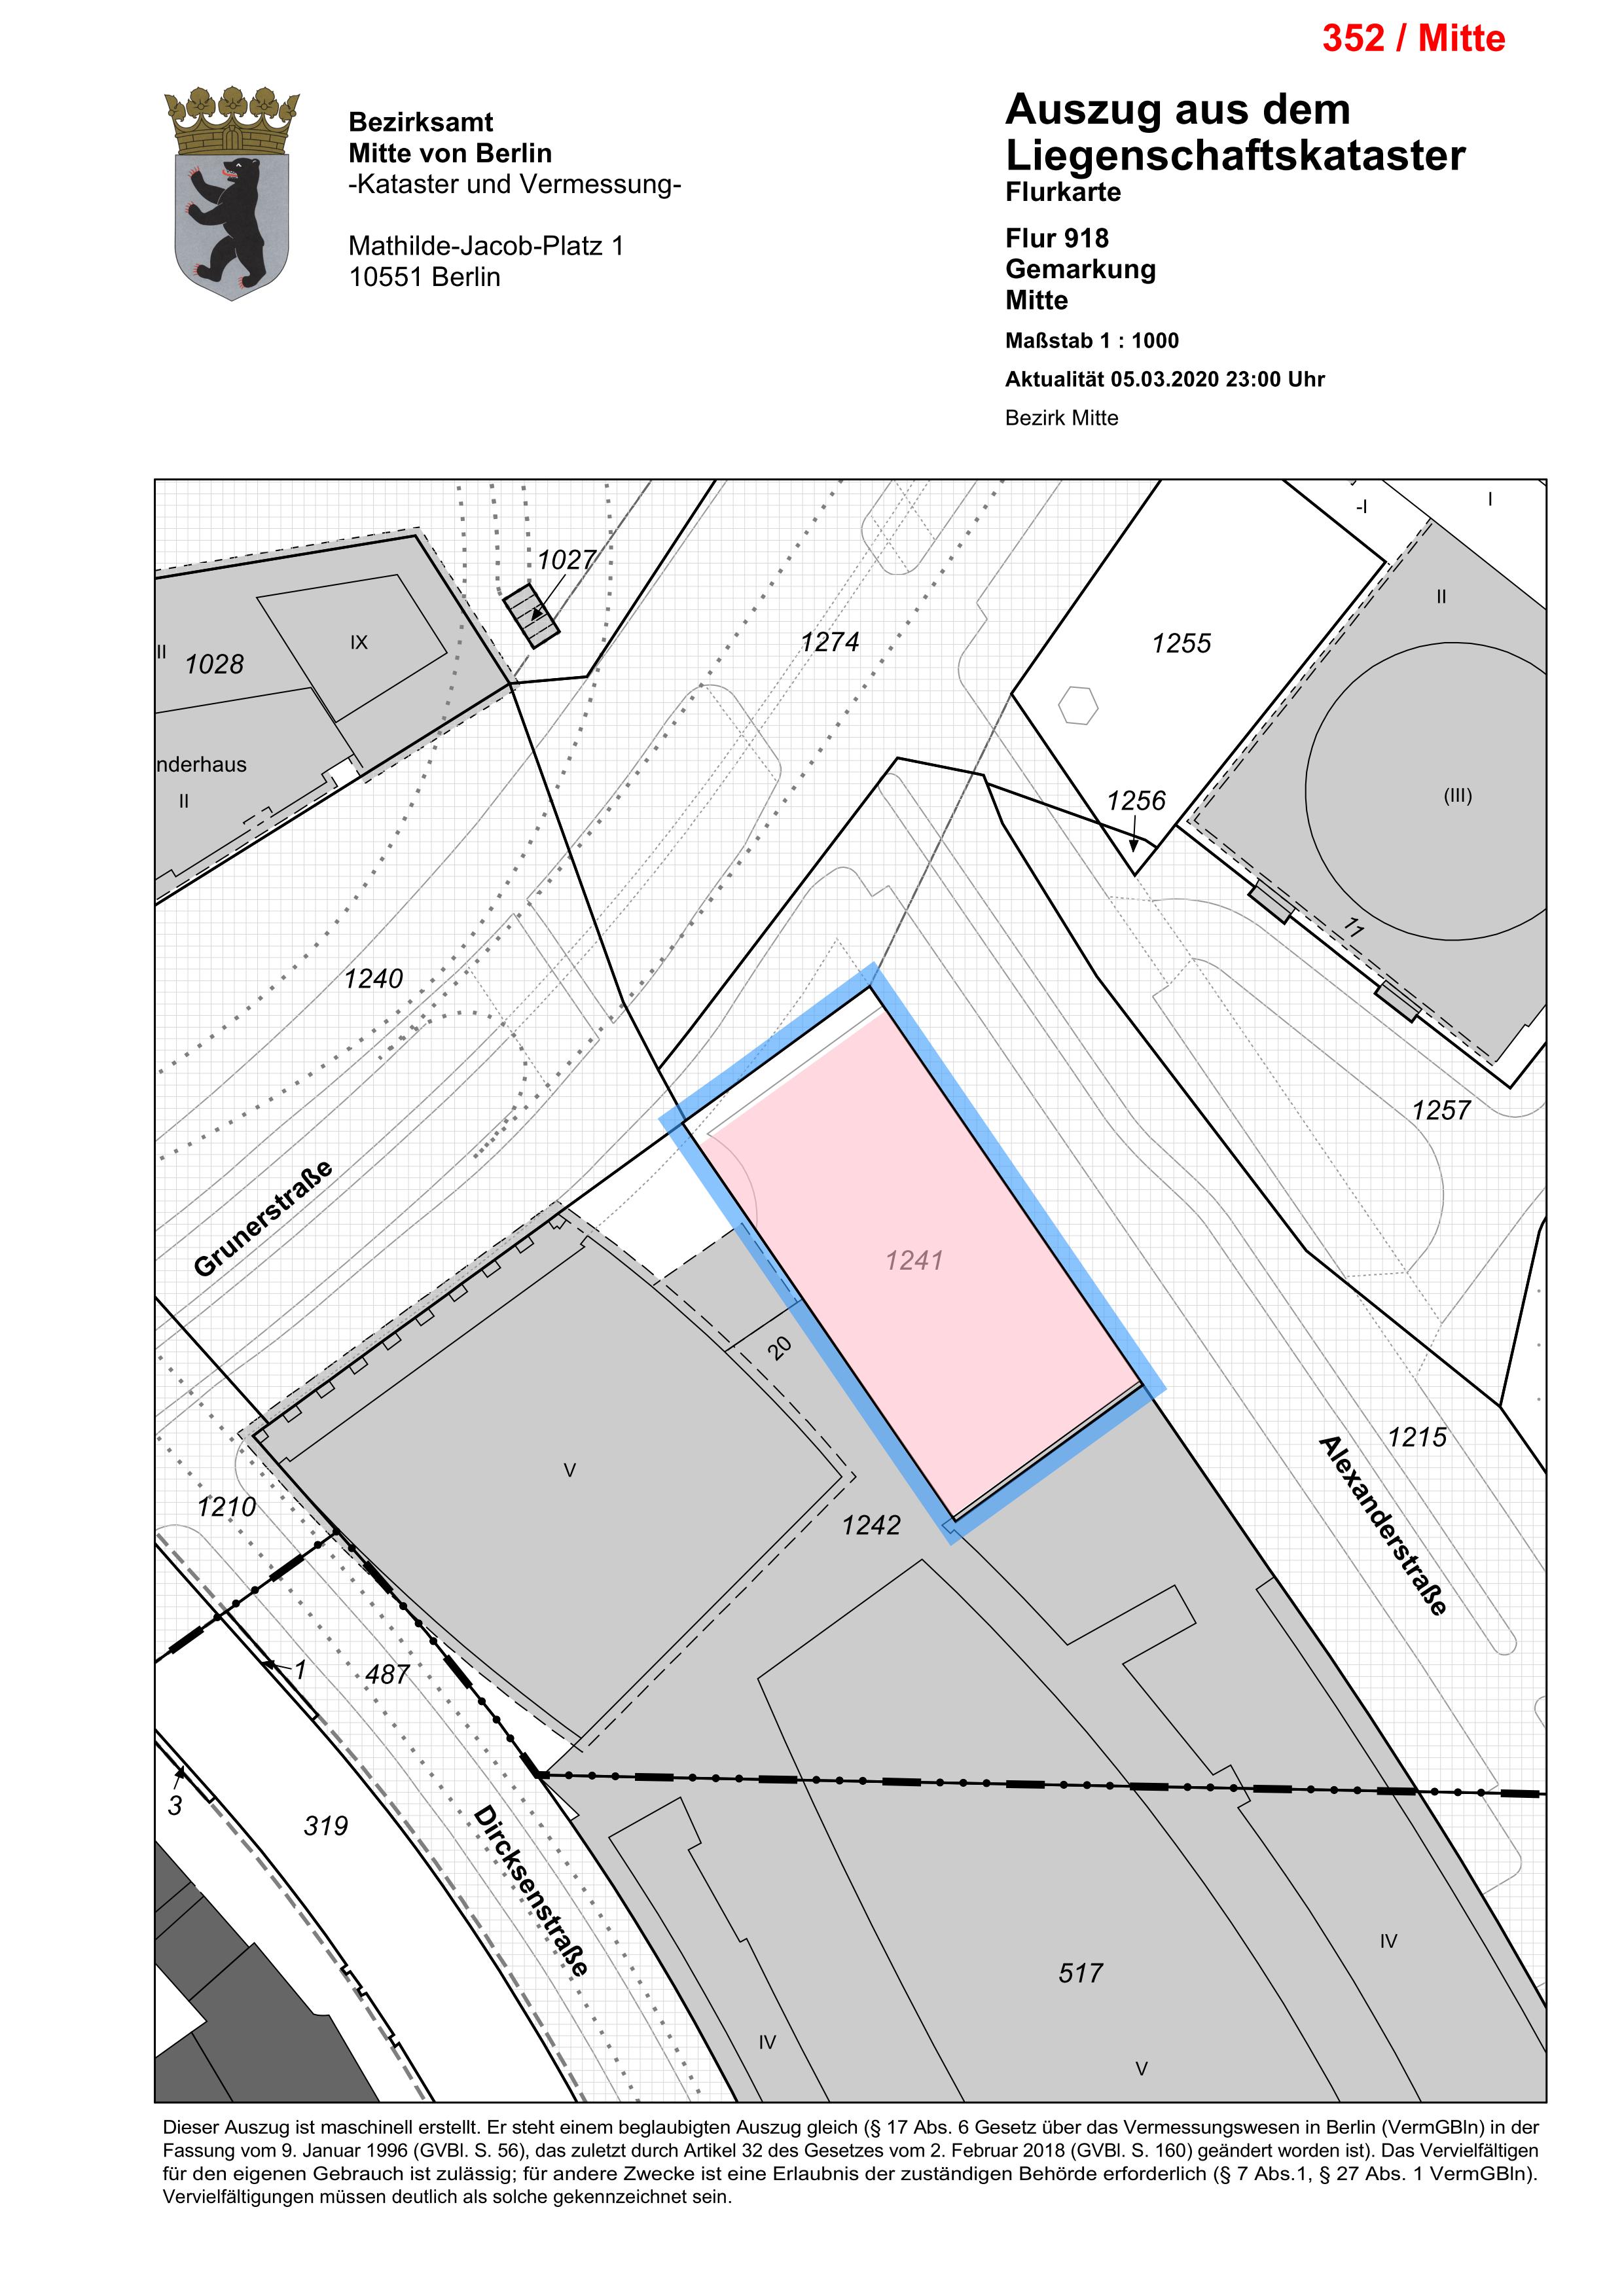 352 / Mitte
Bezirksamt
Mitte von Berlin
-Kataster und Vermessung-
Mathilde-Jacob-Platz 1
10551 Berlin
Auszug aus dem
Liegenschaftskataster
Flurkarte
Flur 918
Gemarkung
Mitte
Maßstab 1 : 1000
Aktualität 05.03.2020 23:00 Uhr
Bezirk Mitte
-I
I
1027
II
IX
1274
1255
II
1028
nderhaus
II
1256
(III)
11
1240
1257
Grunerstraße
1241
20
1215
V
Alexanderstraße
1210
1242
1
487
3
319
Dircksenstraße
IV
517
IV
V
Dieser Auszug ist maschinell erstellt. Er steht einem beglaubigten Auszug gleich (§ 17 Abs. 6 Gesetz über das Vermessungswesen in Berlin (VermGBln) in der
Fassung vom 9. Januar 1996 (GVBl. S. 56), das zuletzt durch Artikel 32 des Gesetzes vom 2. Februar 2018 (GVBl. S. 160) geändert worden ist). Das Vervielfältigen
für den eigenen Gebrauch ist zulässig; für andere Zwecke ist eine Erlaubnis der zuständigen Behörde erforderlich (§ 7 Abs.1, § 27 Abs. 1 VermGBln).
Vervielfältigungen müssen deutlich als solche gekennzeichnet sein.